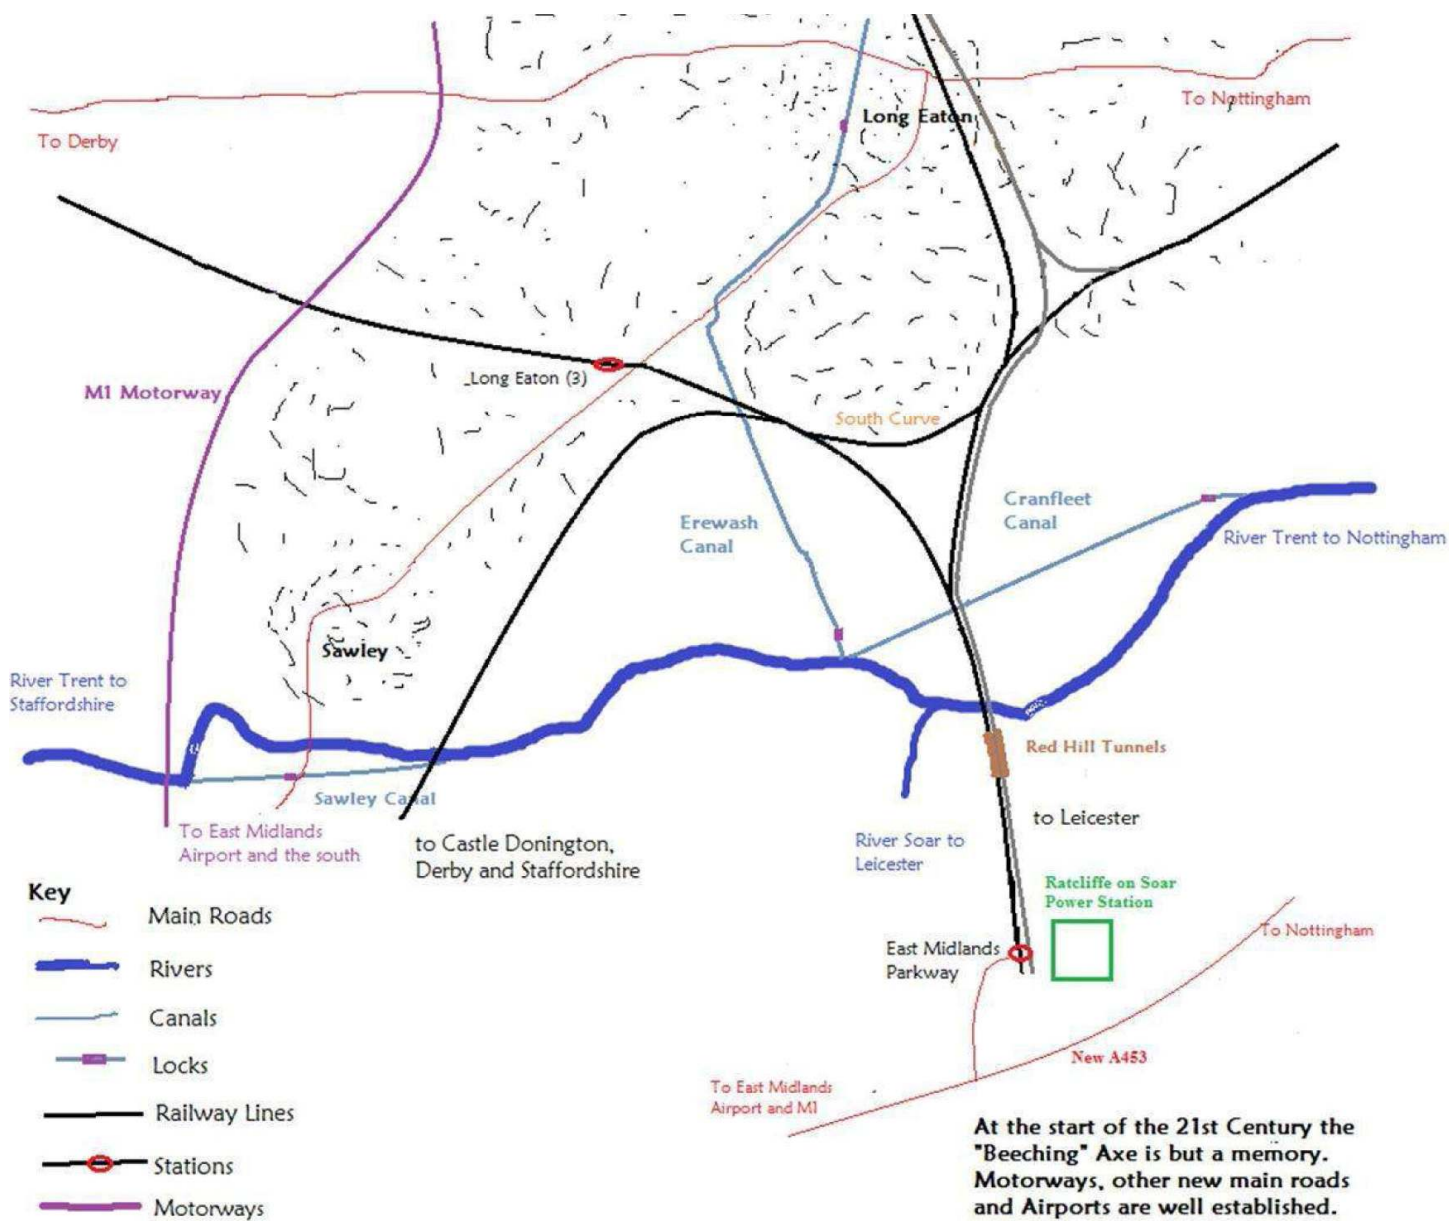 To Nottingham
Long Eaton
To Derby
Long Eaton (3)
M1 Motorway
South Curve
Cranfleet
Canal
Erewash
Canal
River Trent to Nottingham
Sawley
River Trent to
Staffordshire
Red Hill Tunnels
Sawley Canal
to Leicester
To East Midlands
Airport and the south
to Castle Donington,
Derby and Staffordshire
River Soar to
Leicester
Ratcliffe on Soar
Power Station
To Nottingham
East Midlands
Parkway
New A453
To East Midlands
Airport and M1
Key
Main Roads
Rivers
Canals
Locks
Railway Lines
Stations
Motorways
At the start of the 21st Century the
"Beeching" Axe is but a memory.
Motorways, other new main roads
and Airports are well established.